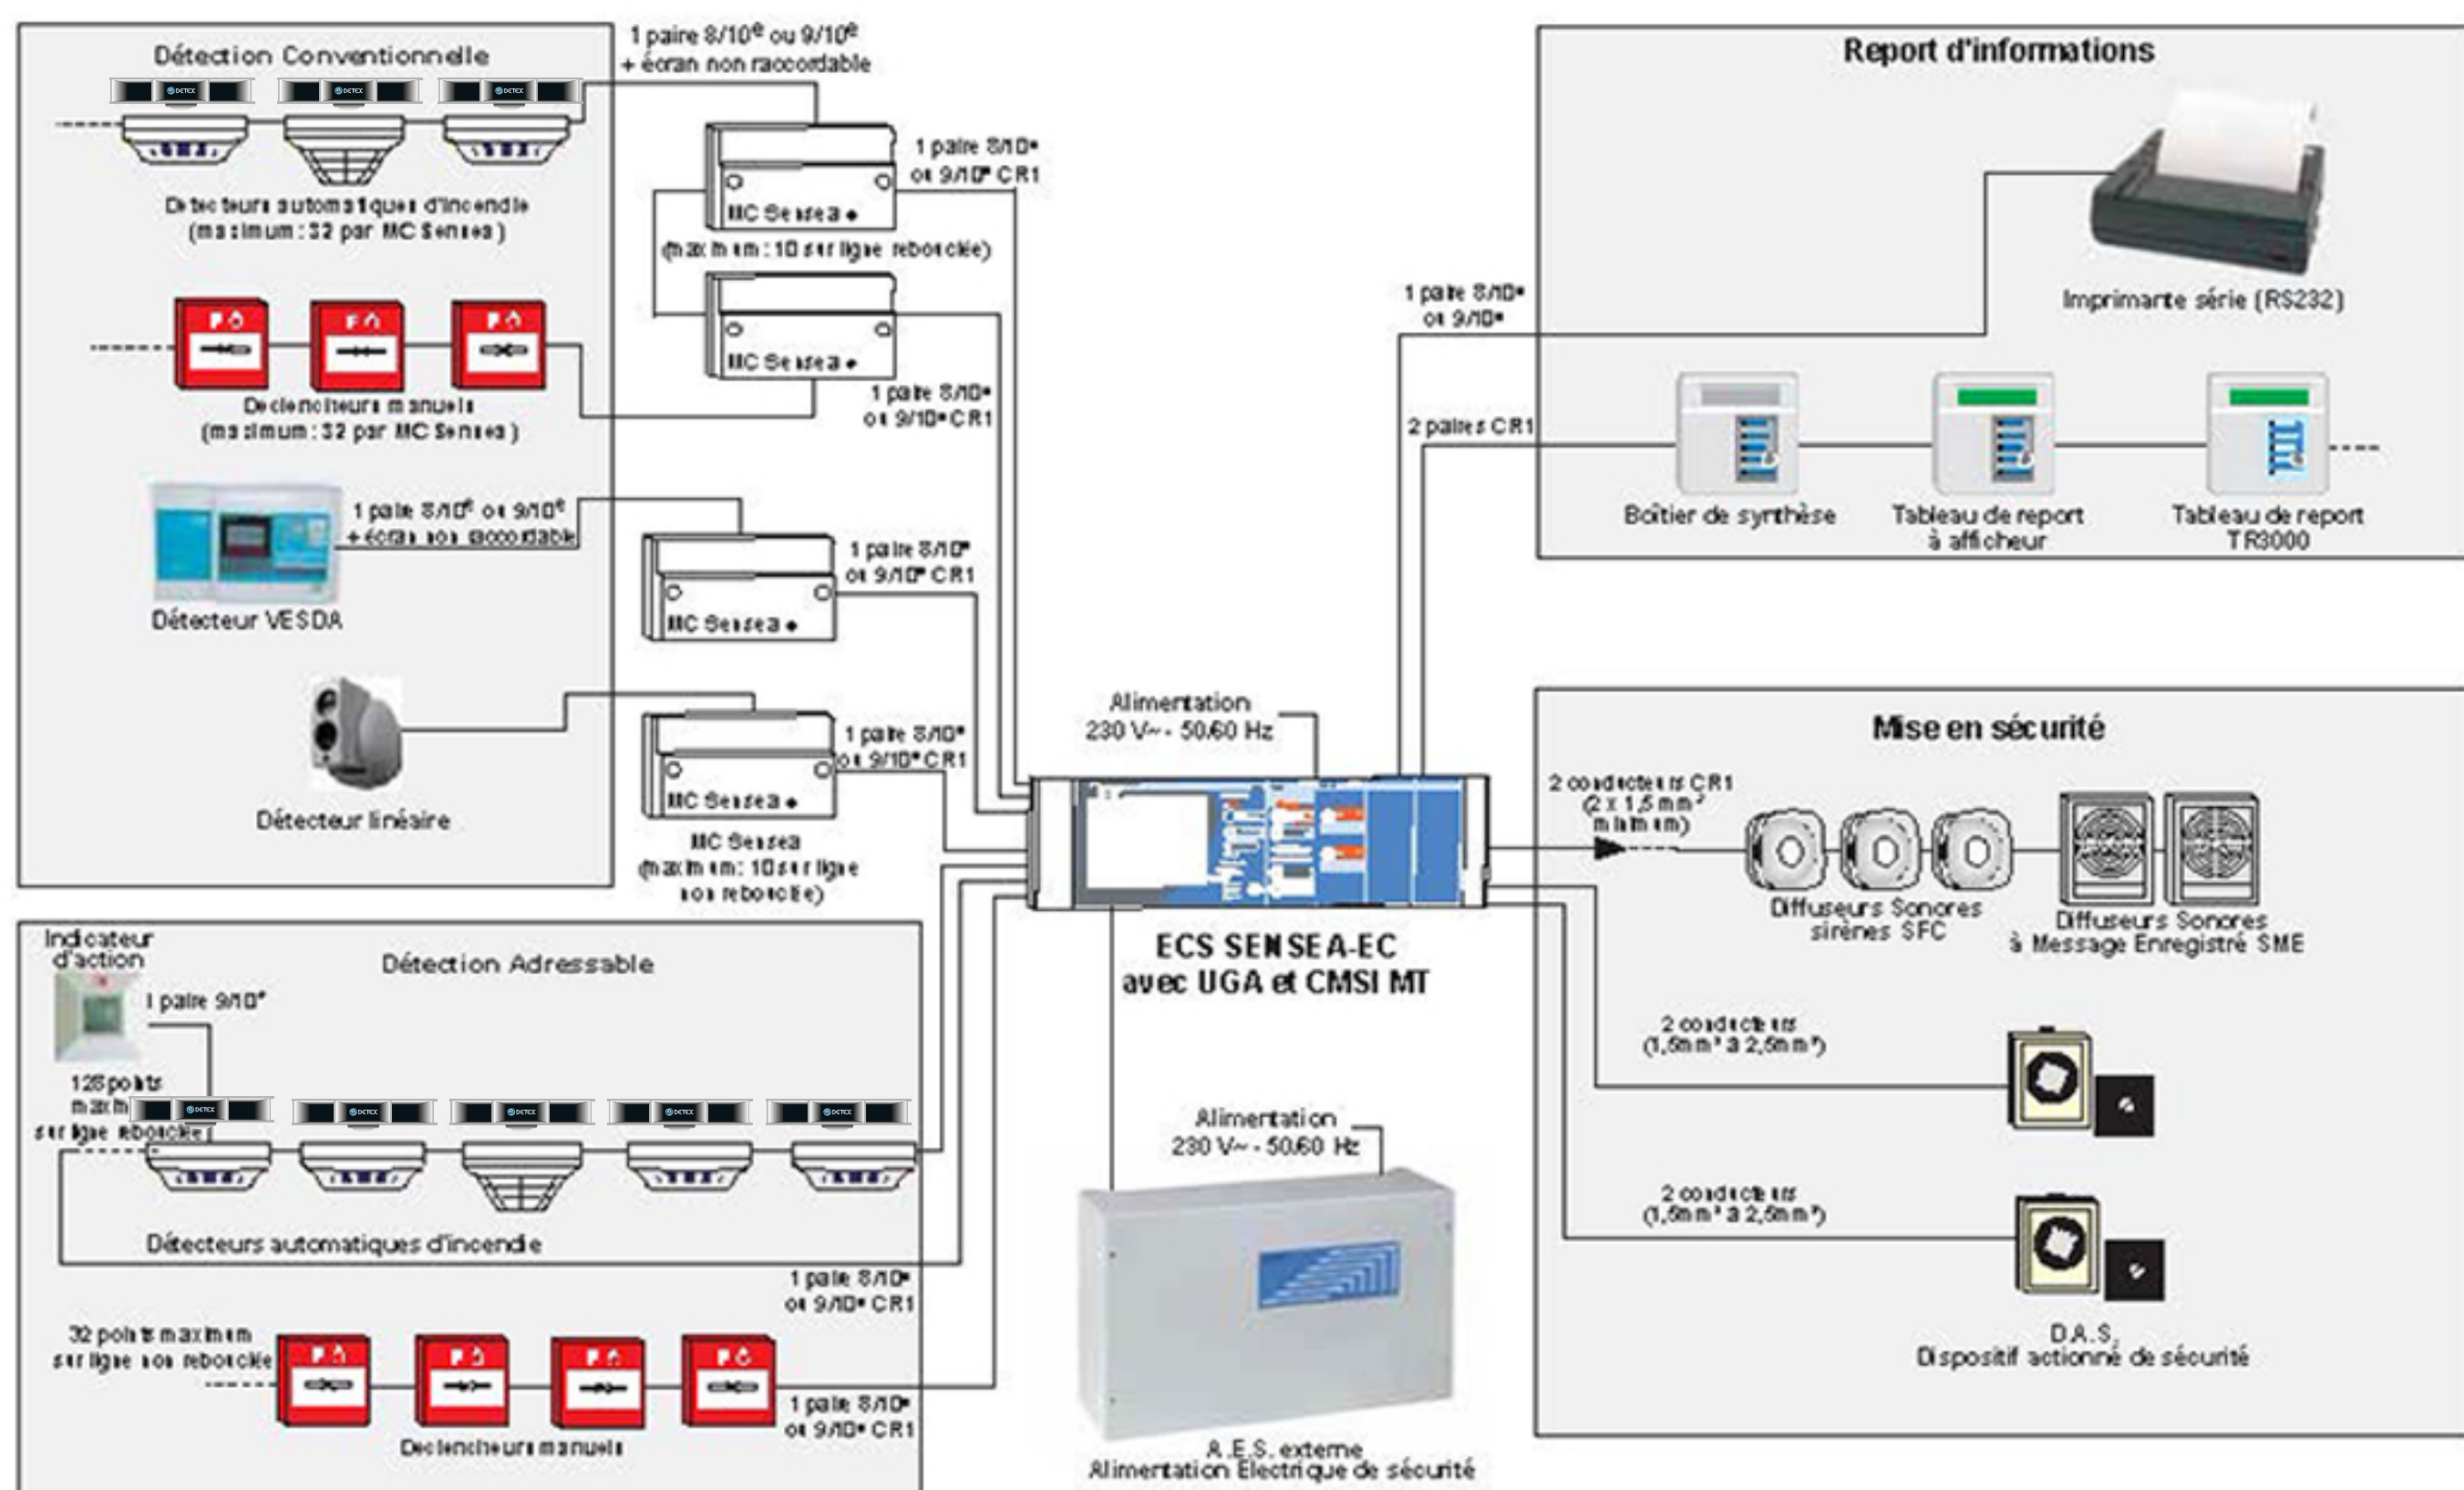 Détection Conventionnelle
DETEX
DETEX
DETEX
Detecteurs automatiques d'incendie
(maximum : 32 par MC Sensea)
Declencheurs manuels
(maximum : 32 par MC Sensea)
1 paire 8/10e ou 9/10e
+ écran non raccordable
Détecteur VESDA
Détecteur linéaire
1 paire 8/10e ou 9/10e
+ écran non raccordable
1 paire 8/10e
ou 9/10e CR1
MC Sensea
(maximum : 10 sur ligne rebouclée)
MC Sensea
1 paire 8/10e
ou 9/10e CR1
1 paire 8/10e
ou 9/10e CR1
MC Sensea
1 paire 8/10e
ou 9/10e CR1
MC Sensea
MC Sensea
(maximum : 10 sur ligne
non rebouclée)
Indicateur
d'action
Détection Adressable
1 paire 9/10e
128 points
sur ligne rebouclée)
DETEX
DETEX
DETEX
DETEX
DETEX
Détecteurs automatiques d'incendie
1 paire 8/10e
ou 9/10e CR1
32 points maximum
sur ligne non rebouclée
1 paire 8/10e
ou 9/10e CR1
Declencheurs manuels
Alimentation
230 V~ - 50.60 Hz
ECS SENSEA-EC
avec UGA et CMSI MT
Alimentation
230 V~ - 50.60 Hz
A.E.S. externe
Alimentation Electrique de sécurité
Report d'informations
1 paire 8/10e
ou 9/10e
Imprimante série (RS232)
2 paires CR1
Boîtier de synthèse
Tableau de report
à afficheur
Tableau de report
TR3000
Mise en sécurité
2 conducteurs CR1
(2 x 1,5 mm²
minimum)
Diffuseurs Sonores
sirènes SFC
Diffuseurs Sonores
à Message Enregistré SME
2 conducteurs
(1,5mm² à 2,5mm²)
2 conducteurs
(1,5mm² à 2,5mm²)
D.A.S,
Dispositif actionné de sécurité